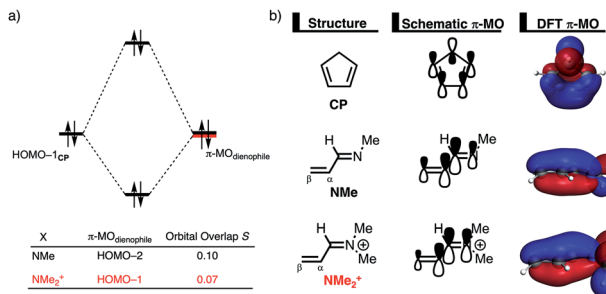 a)
HOMO–1CP
π-MOdienophile
X π-MOdienophile Orbital Overlap S
NMe HOMO–2 0.10
NMe2+ HOMO–1 0.07
b)
Structure Schematic π-MO DFT π-MO
CP
H Me H Me
N
β α
NMe
H Me H Me
N ⊕ ⊕
Me Me
β α
NMe2+